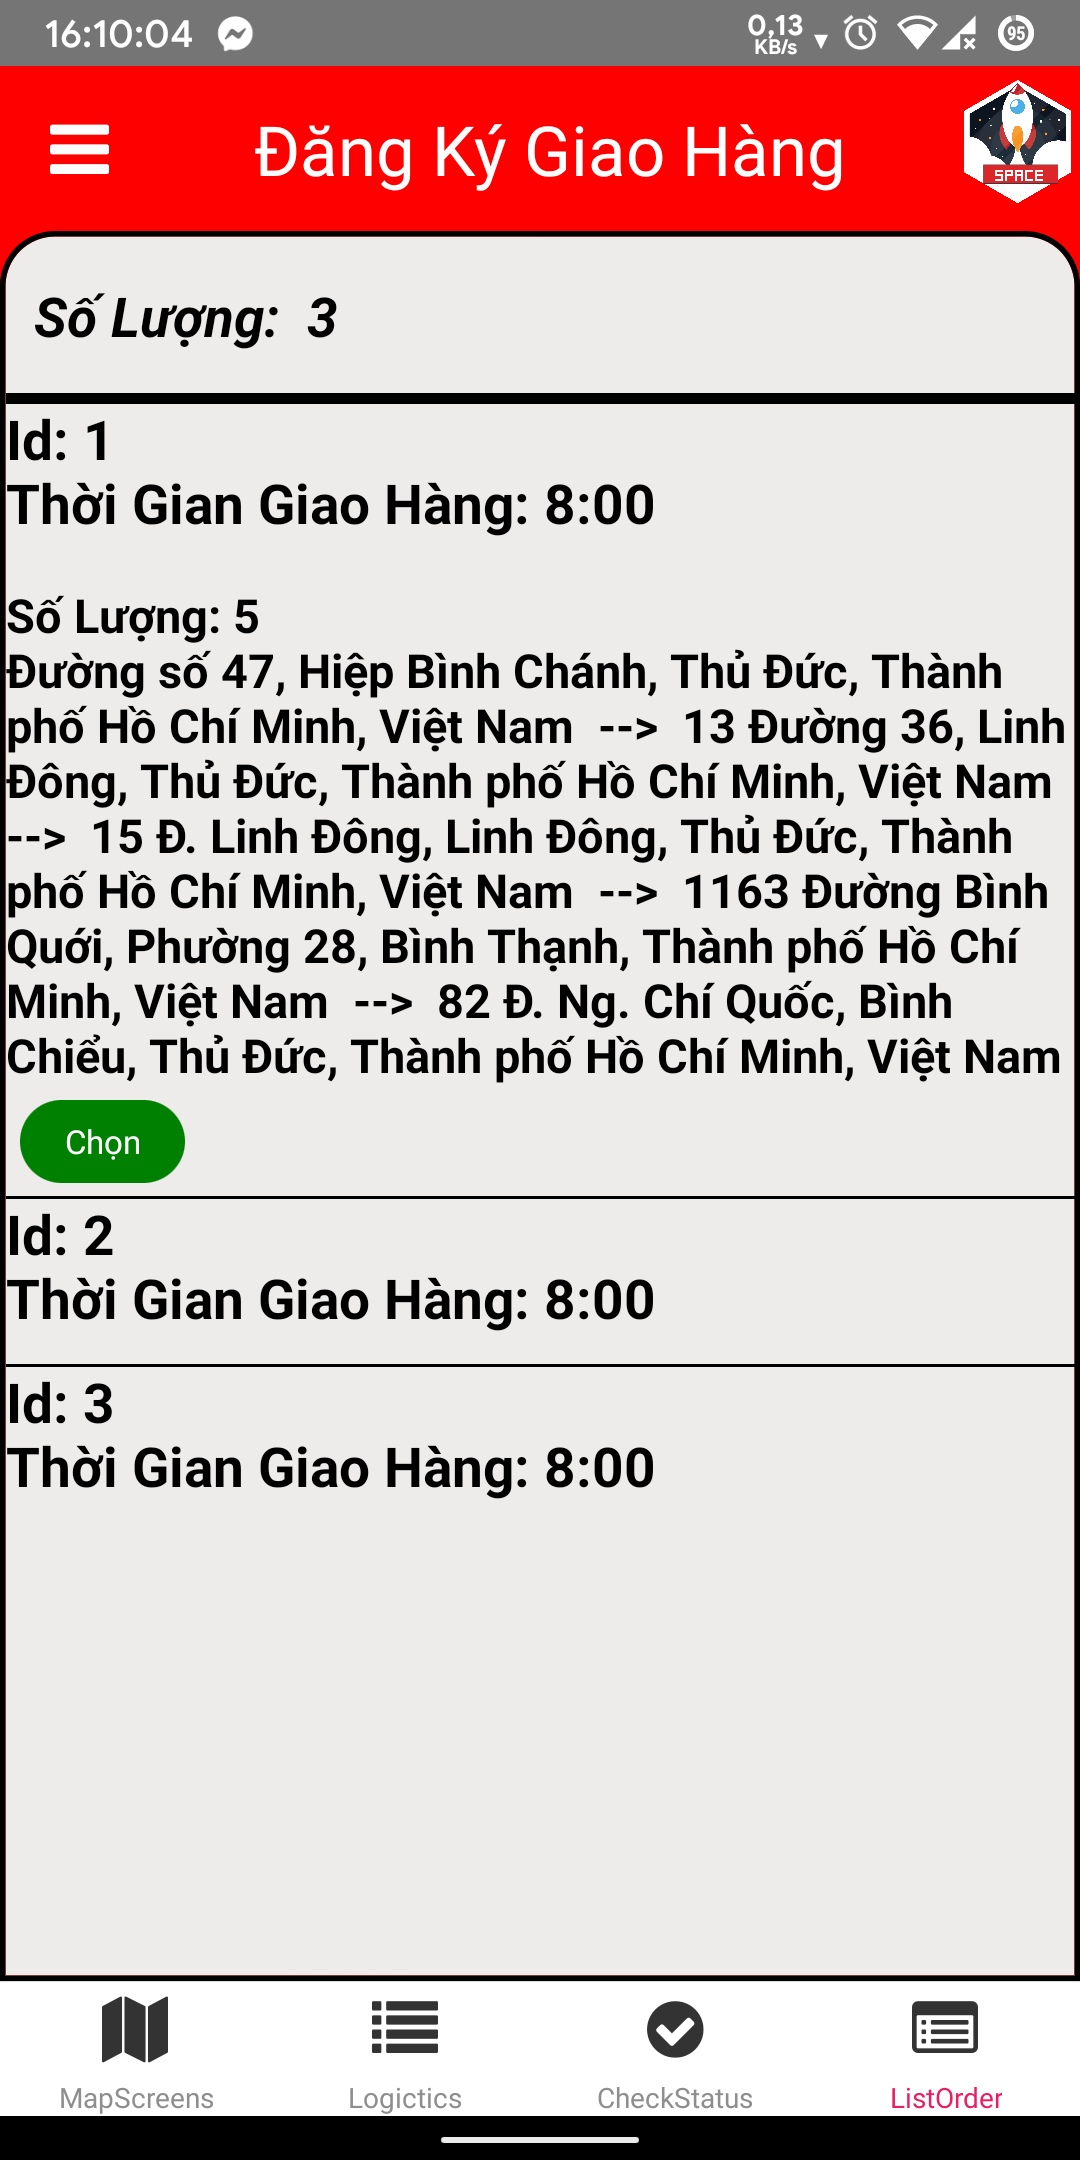 16:10:04
0,13
KB/s
95
Đăng Ký Giao Hàng
SPACE
Số Lượng: 3
Id: 1
Thời Gian Giao Hàng: 8:00
Số Lượng: 5
Đường số 47, Hiệp Bình Chánh, Thủ Đức, Thành
phố Hồ Chí Minh, Việt Nam --> 13 Đường 36, Linh
Đông, Thủ Đức, Thành phố Hồ Chí Minh, Việt Nam
--> 15 Đ. Linh Đông, Linh Đông, Thủ Đức, Thành
phố Hồ Chí Minh, Việt Nam --> 1163 Đường Bình
Quới, Phường 28, Bình Thạnh, Thành phố Hồ Chí
Minh, Việt Nam --> 82 Đ. Ng. Chí Quốc, Bình
Chiểu, Thủ Đức, Thành phố Hồ Chí Minh, Việt Nam
Chọn
Id: 2
Thời Gian Giao Hàng: 8:00
Id: 3
Thời Gian Giao Hàng: 8:00
MapScreens
Logictics
CheckStatus
ListOrder